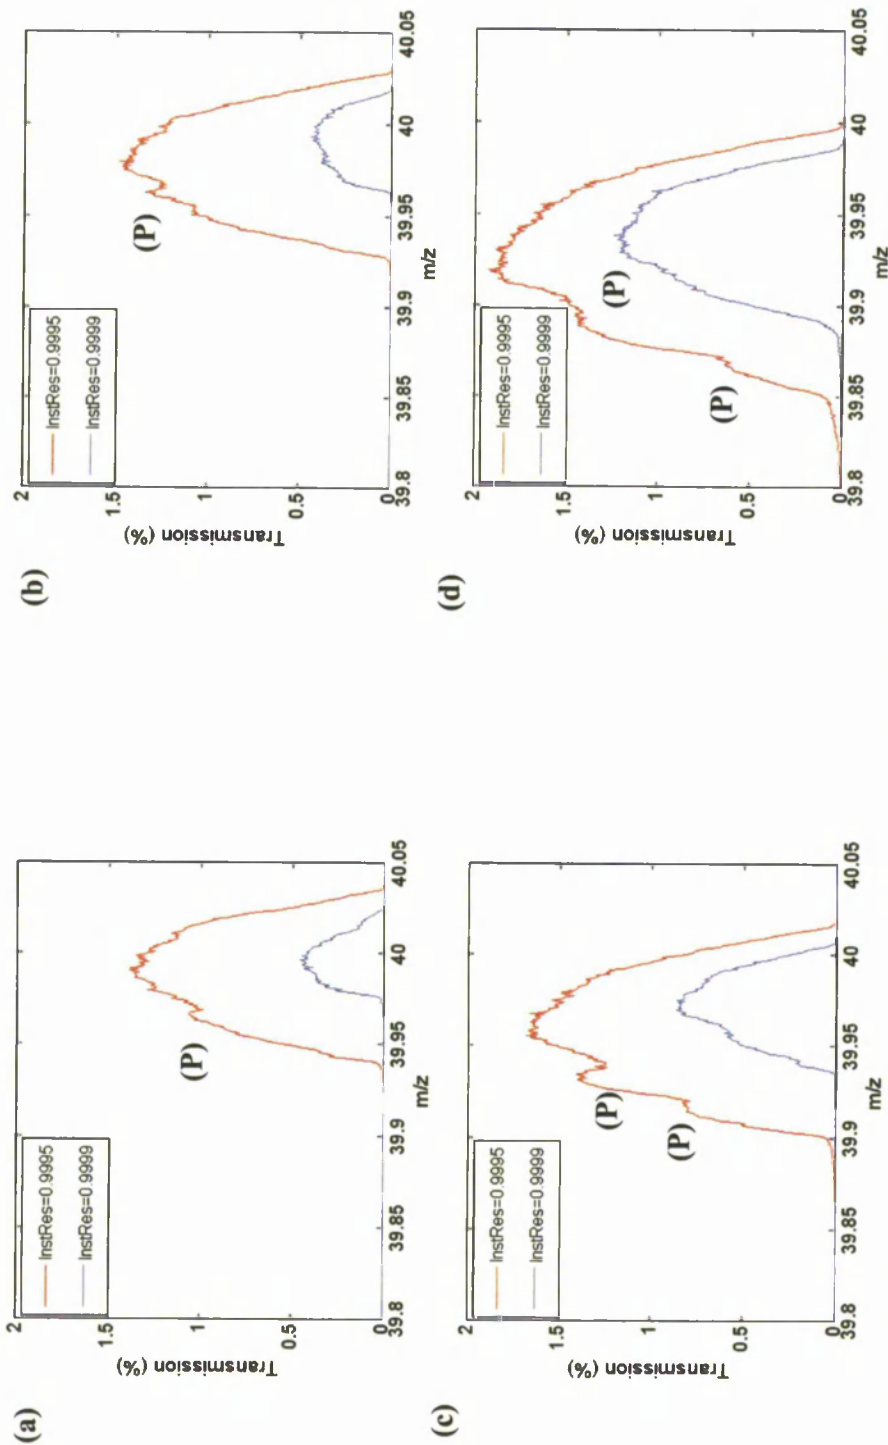 (a)
2
1.5
1
0.5
0
Transmission (%)
InstRes=0.9995
InstRes=0.9999
(P)
39.8
39.85
39.9
39.95
40
40.05
m/z
(b)
2
1.5
1
0.5
0
Transmission (%)
InstRes=0.9995
InstRes=0.9999
(P)
39.8
39.85
39.9
39.95
40
40.05
m/z
(c)
2
1.5
1
0.5
0
Transmission (%)
InstRes=0.9995
InstRes=0.9999
(P)
(P)
39.8
39.85
39.9
39.95
40
40.05
m/z
(d)
2
1.5
1
0.5
0
Transmission (%)
InstRes=0.9995
InstRes=0.9999
(P)
(P)
39.8
39.85
39.9
39.95
40
40.05
m/z